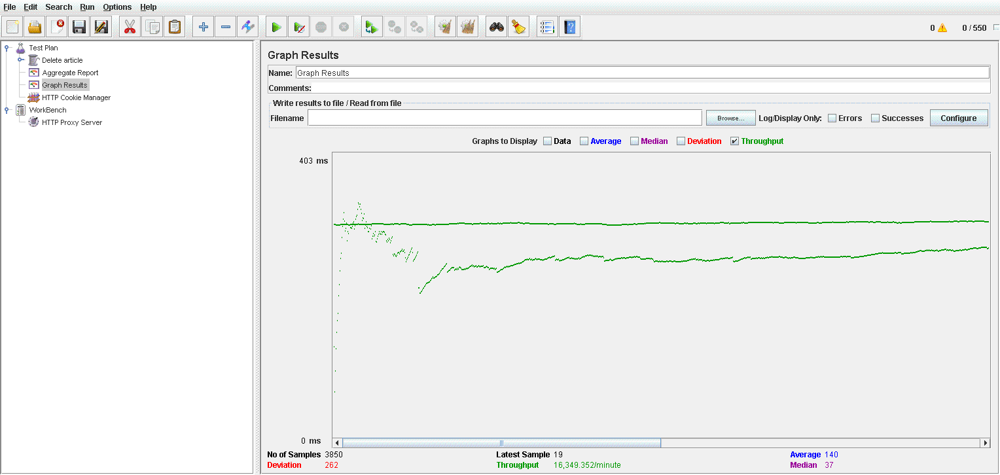 File Edit Search Run Options Help
0 0 / 550
Test Plan
Delete article
Aggregate Report
Graph Results
HTTP Cookie Manager
WorkBench
HTTP Proxy Server
Graph Results
Name: Graph Results
Comments:
Write results to file / Read from file
Filename Browse... Log/Display Only: Errors Successes Configure
Graphs to Display Data Average Median Deviation Throughput
403 ms
0 ms
No of Samples 3850 Latest Sample 19 Average 140
Deviation 262 Throughput 16,349.352/minute Median 37